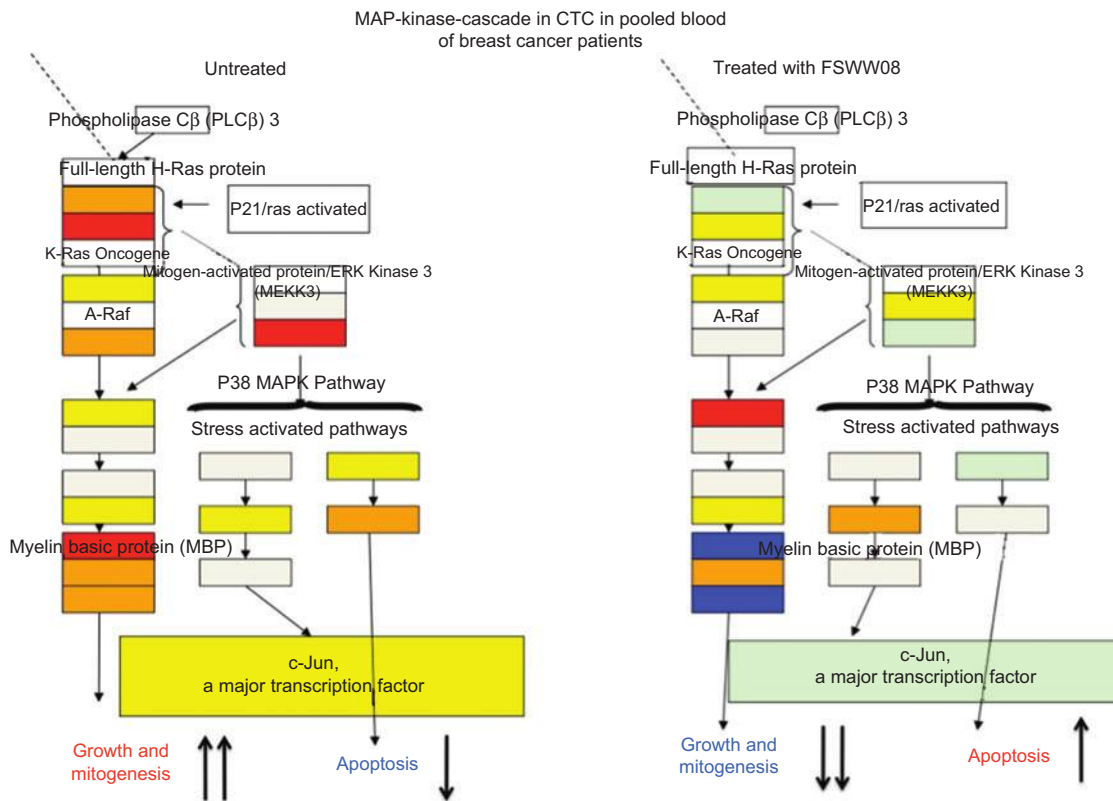 MAP-kinase-cascade in CTC in pooled blood
of breast cancer patients
Untreated
Phospholipase Cβ (PLCβ) 3
Full-length H-Ras protein
P21/ras activated
K-Ras Oncogene
Mitogen-activated protein/ERK Kinase 3
(MEKK3)
A-Raf
P38 MAPK Pathway
Stress activated pathways
Myelin basic protein (MBP)
c-Jun,
a major transcription factor
Growth and
mitogenesis
Apoptosis
Treated with FSWW08
Phospholipase Cβ (PLCβ) 3
Full-length H-Ras protein
P21/ras activated
K-Ras Oncogene
Mitogen-activated protein/ERK Kinase 3
(MEKK3)
A-Raf
P38 MAPK Pathway
Stress activated pathways
Myelin basic protein (MBP)
c-Jun,
a major transcription factor
Growth and
mitogenesis
Apoptosis